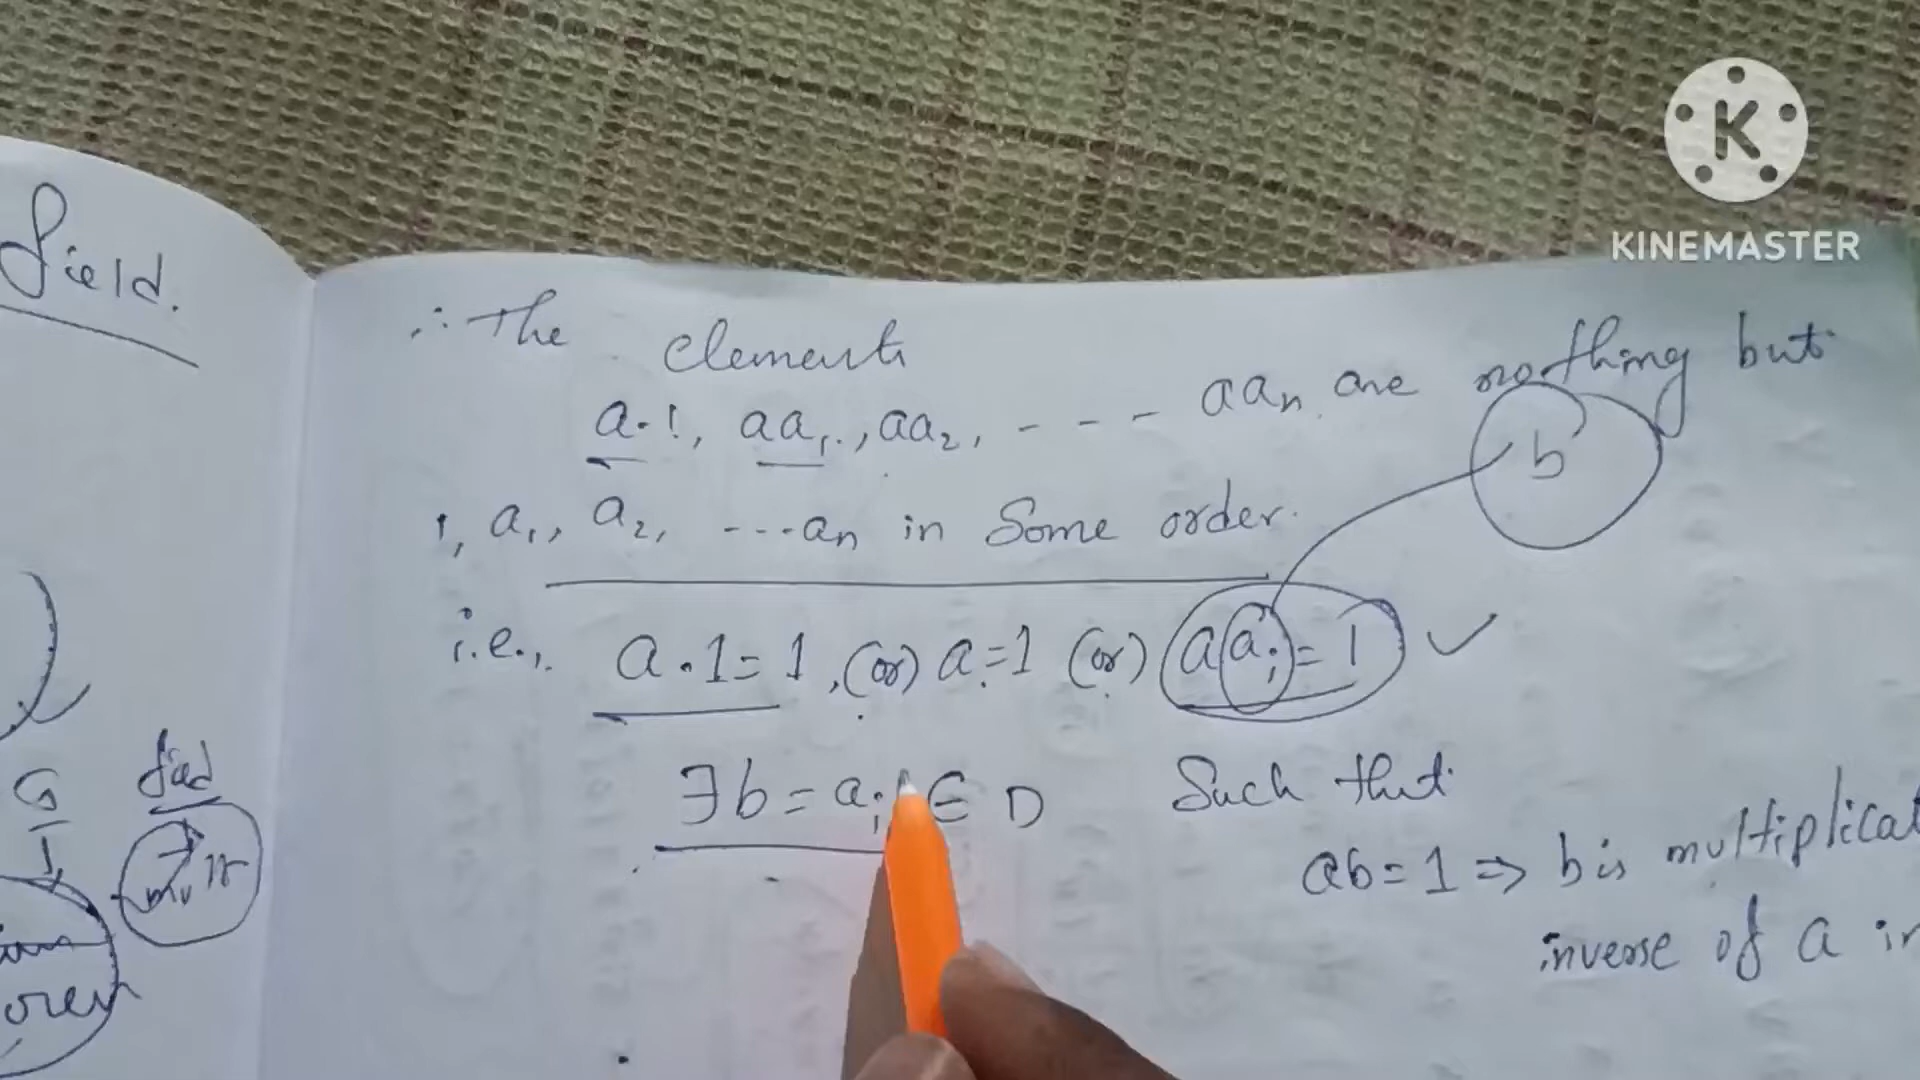 K
KINEMASTER
field.
∴ The elements
a·1, aa₁, aa₂, - - - aaₙ are nothing but
b
1, a₁, a₂, ---aₙ in Some order.
i.e., a·1=1, (or) a=1 (or) aaᵢ=1 ✓
∃ b = aᵢ ∈ D Such that
ab=1 ⇒ b is multiplicat
inverse of a in
G